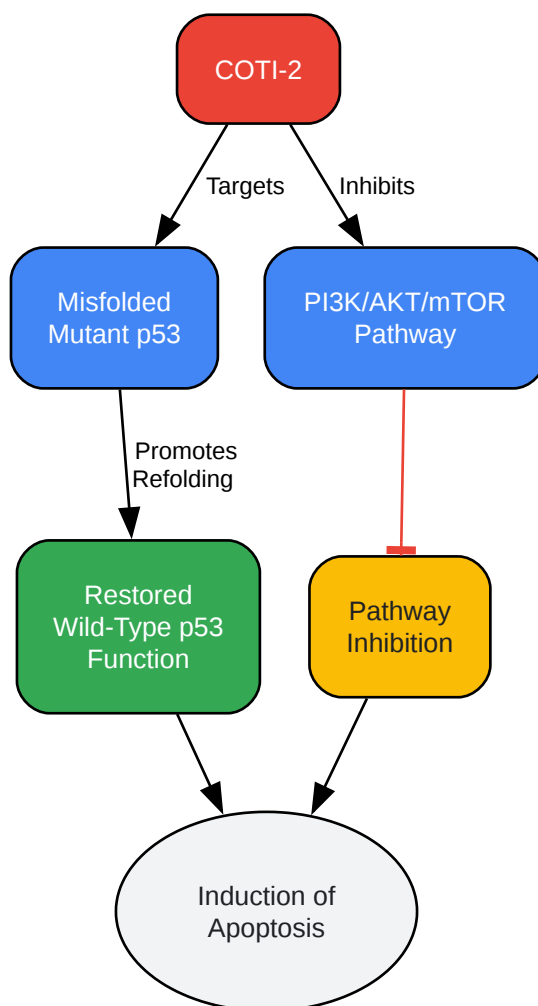 COTI-2
Targets
Inhibits
Misfolded
Mutant p53
PI3K/AKT/mTOR
Pathway
Promotes
Refolding
Restored
Wild-Type p53
Function
Pathway
Inhibition
Induction of
Apoptosis